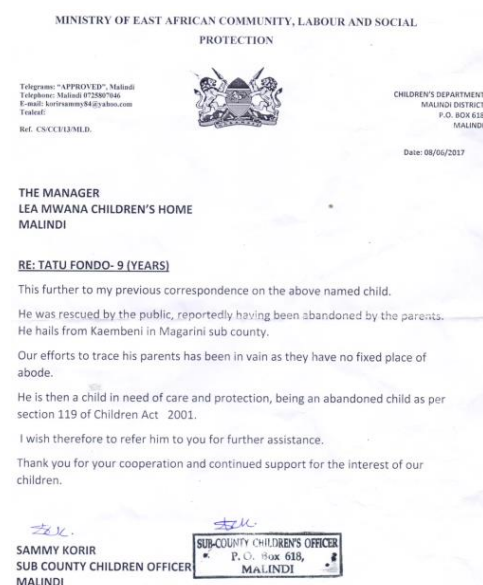 MINISTRY OF EAST AFRICAN COMMUNITY, LABOUR AND SOCIAL
PROTECTION
Telegrams: "APPROVED", Malindi
Telephone: Malindi 0725807046
E-mail: korirsammy84@yahoo.com
Tealeaf:
Ref. CS/CCI/13/MLD.
CHILDREN'S DEPARTMENT
MALINDI DISTRICT
P.O. BOX 618
MALINDI
Date: 08/06/2017
THE MANAGER
LEA MWANA CHILDREN'S HOME
MALINDI
RE: TATU FONDO- 9 (YEARS)
This further to my previous correspondence on the above named child.
He was rescued by the public, reportedly having been abandoned by the parents.
He hails from Kaembeni in Magarini sub county.
Our efforts to trace his parents has been in vain as they have no fixed place of
abode.
He is then a child in need of care and protection, being an abandoned child as per
section 119 of Children Act 2001.
I wish therefore to refer him to you for further assistance.
Thank you for your cooperation and continued support for the interest of our
children.
SAMMY KORIR
SUB COUNTY CHILDREN OFFICER
MALINDI
SUB-COUNTY CHILDREN'S OFFICER
P. O. Box 618,
MALINDI